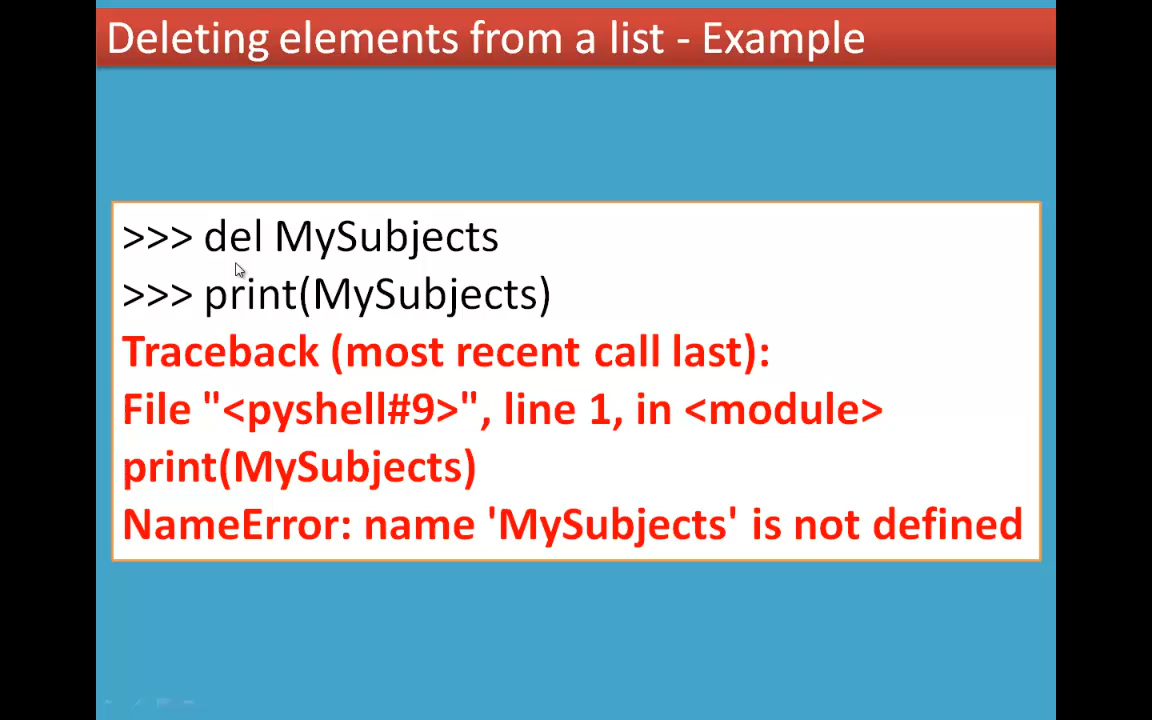 Deleting elements from a list - Example
>>> del MySubjects
>>> print(MySubjects)
Traceback (most recent call last):
File "<pyshell#9>", line 1, in <module>
print(MySubjects)
NameError: name 'MySubjects' is not defined